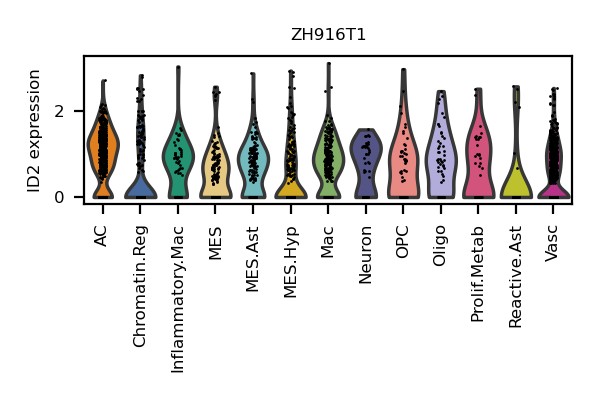 ZH916T1
ID2 expression
2
0
AC
Chromatin.Reg
Inflammatory.Mac
MES
MES.Ast
MES.Hyp
Mac
Neuron
OPC
Oligo
Prolif.Metab
Reactive.Ast
Vasc